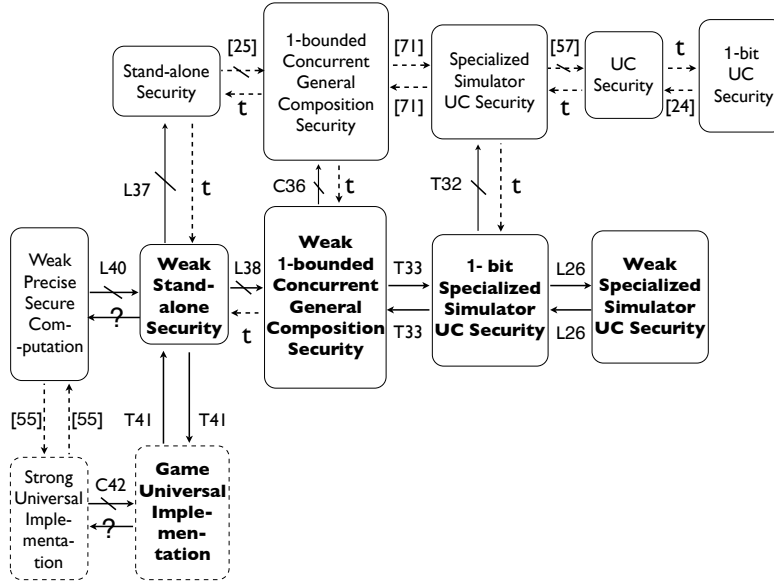 Stand-alone
Security
[25]
t
1-bounded
Concurrent
General
Composition
Security
[71]
[71]
Specialized
Simulator
UC Security
[57]
t
UC
Security
t
[24]
1-bit
UC
Security
L37
t
C36
t
T32
t
Weak
Precise
Secure
Com-
-putation
L40
?
Weak
Stand-
alone
Security
L38
t
Weak
1-bounded
Concurrent
General
Composition
Security
T33
T33
1- bit
Specialized
Simulator
UC Security
L26
L26
Weak
Specialized
Simulator
UC Security
[55]
[55]
T41
T41
Strong
Universal
Imple-
menta-
tion
C42
?
Game
Universal
Imple-
men-
tation